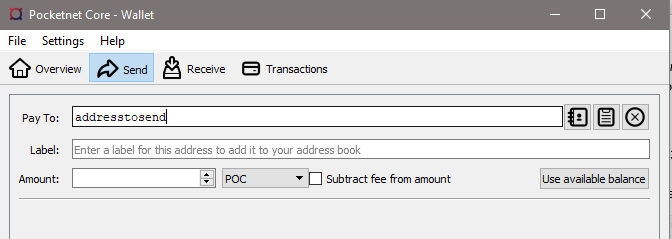 Pocketnet Core - Wallet
File Settings Help
Overview Send Receive Transactions
Pay To: addresstosend
Label: Enter a label for this address to add it to your address book
Amount: POC Subtract fee from amount Use available balance